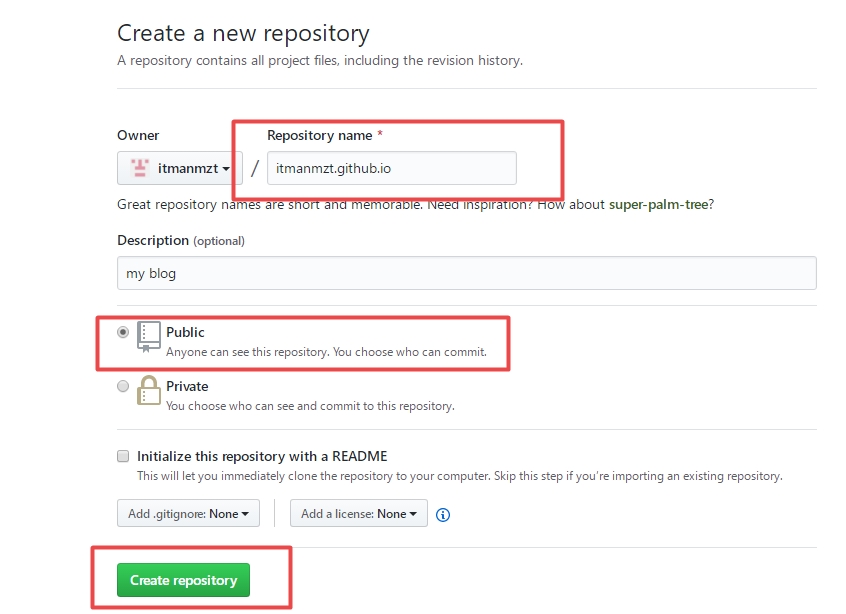 Create a new repository
A repository contains all project files, including the revision history.
Owner
Repository name *
itmanmzt
/
itmanmzt.github.io
Great repository names are short and memorable. Need inspiration? How about super-palm-tree?
Description (optional)
my blog
Public
Anyone can see this repository. You choose who can commit.
Private
You choose who can see and commit to this repository.
Initialize this repository with a README
This will let you immediately clone the repository to your computer. Skip this step if you’re importing an existing repository.
Add .gitignore: None
Add a license: None
Create repository